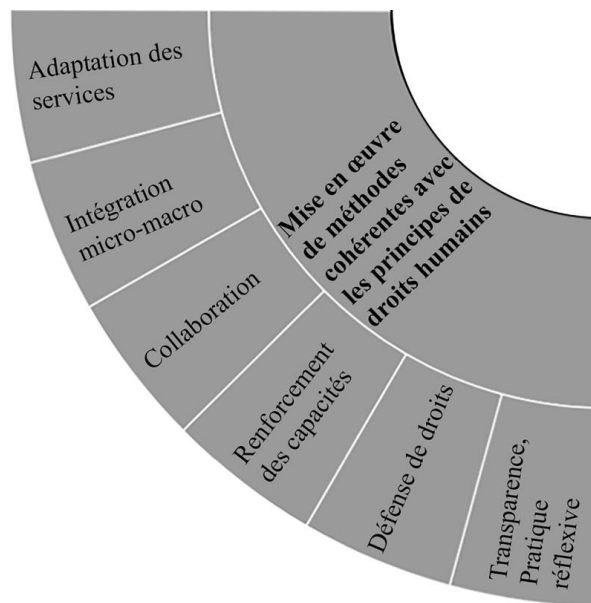 Adaptation des
services
Intégration
micro-macro
Collaboration
Renforcement
des capacités
Défense de droits
Transparence,
Pratique
réflexive
Mise en œuvre
de méthodes
cohérentes avec
les principes de
droits humains